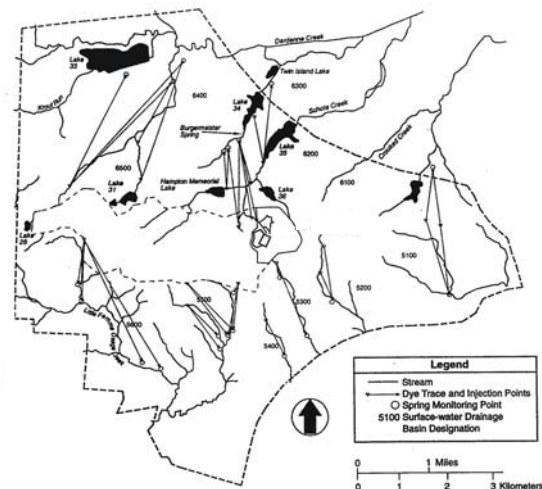 Dardenne Creek
Lake
33
Twin Island Lake
6300
6400
Lake
34
Schote Creek
Burgermeister
Spring
Lake
35
6200
Crooked Creek
6500
Lake
31
Hampton Memorial
Lake
Lake
36
6100
Lake
5100
5200
5500
5300
5600
5400
Legend
Stream
Dye Trace and Injection Points
Spring Monitoring Point
5100 Surface-water Drainage
Basin Designation
0 1 Miles
0 1 2 3 Kilometers